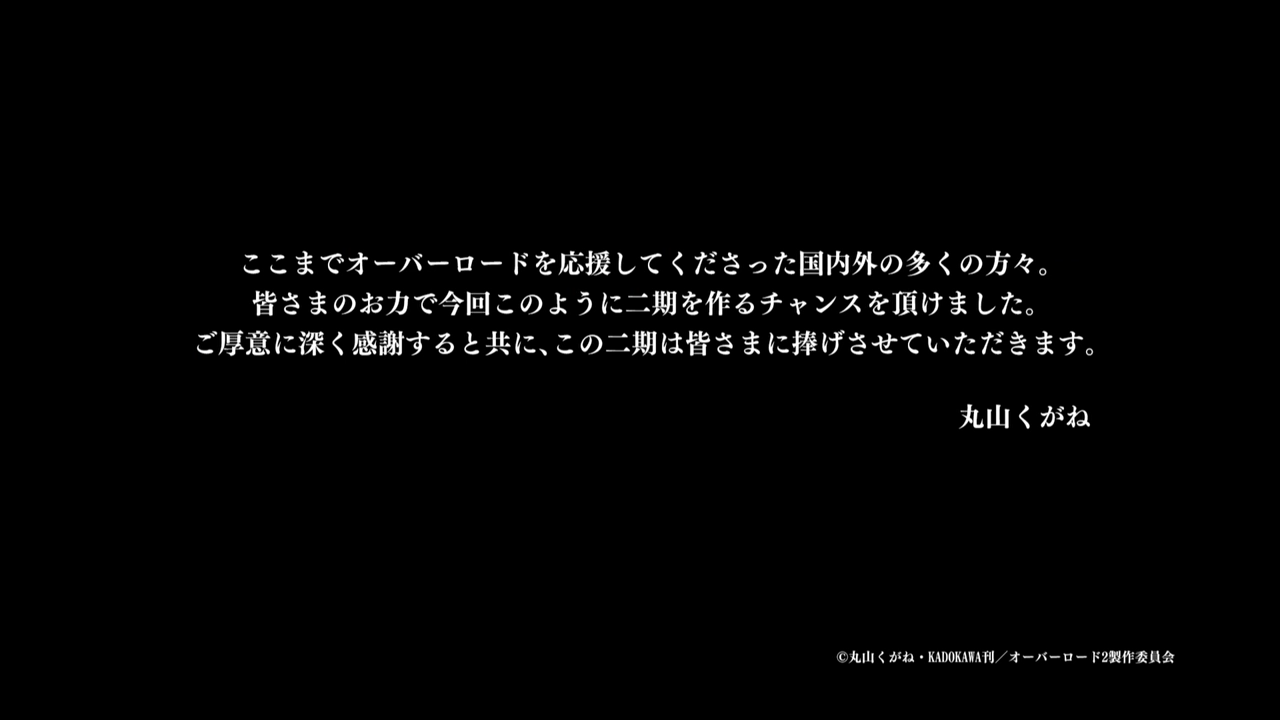 ここまでオーバーロードを応援してくださった国内外の多くの方々。
皆さまのお力で今回このように二期を作るチャンスを頂けました。
ご厚意に深く感謝すると共に、この二期は皆さまに捧げさせていただきます。
丸山くがね
©丸山くがね・KADOKAWA刊／オーバーロード2製作委員会